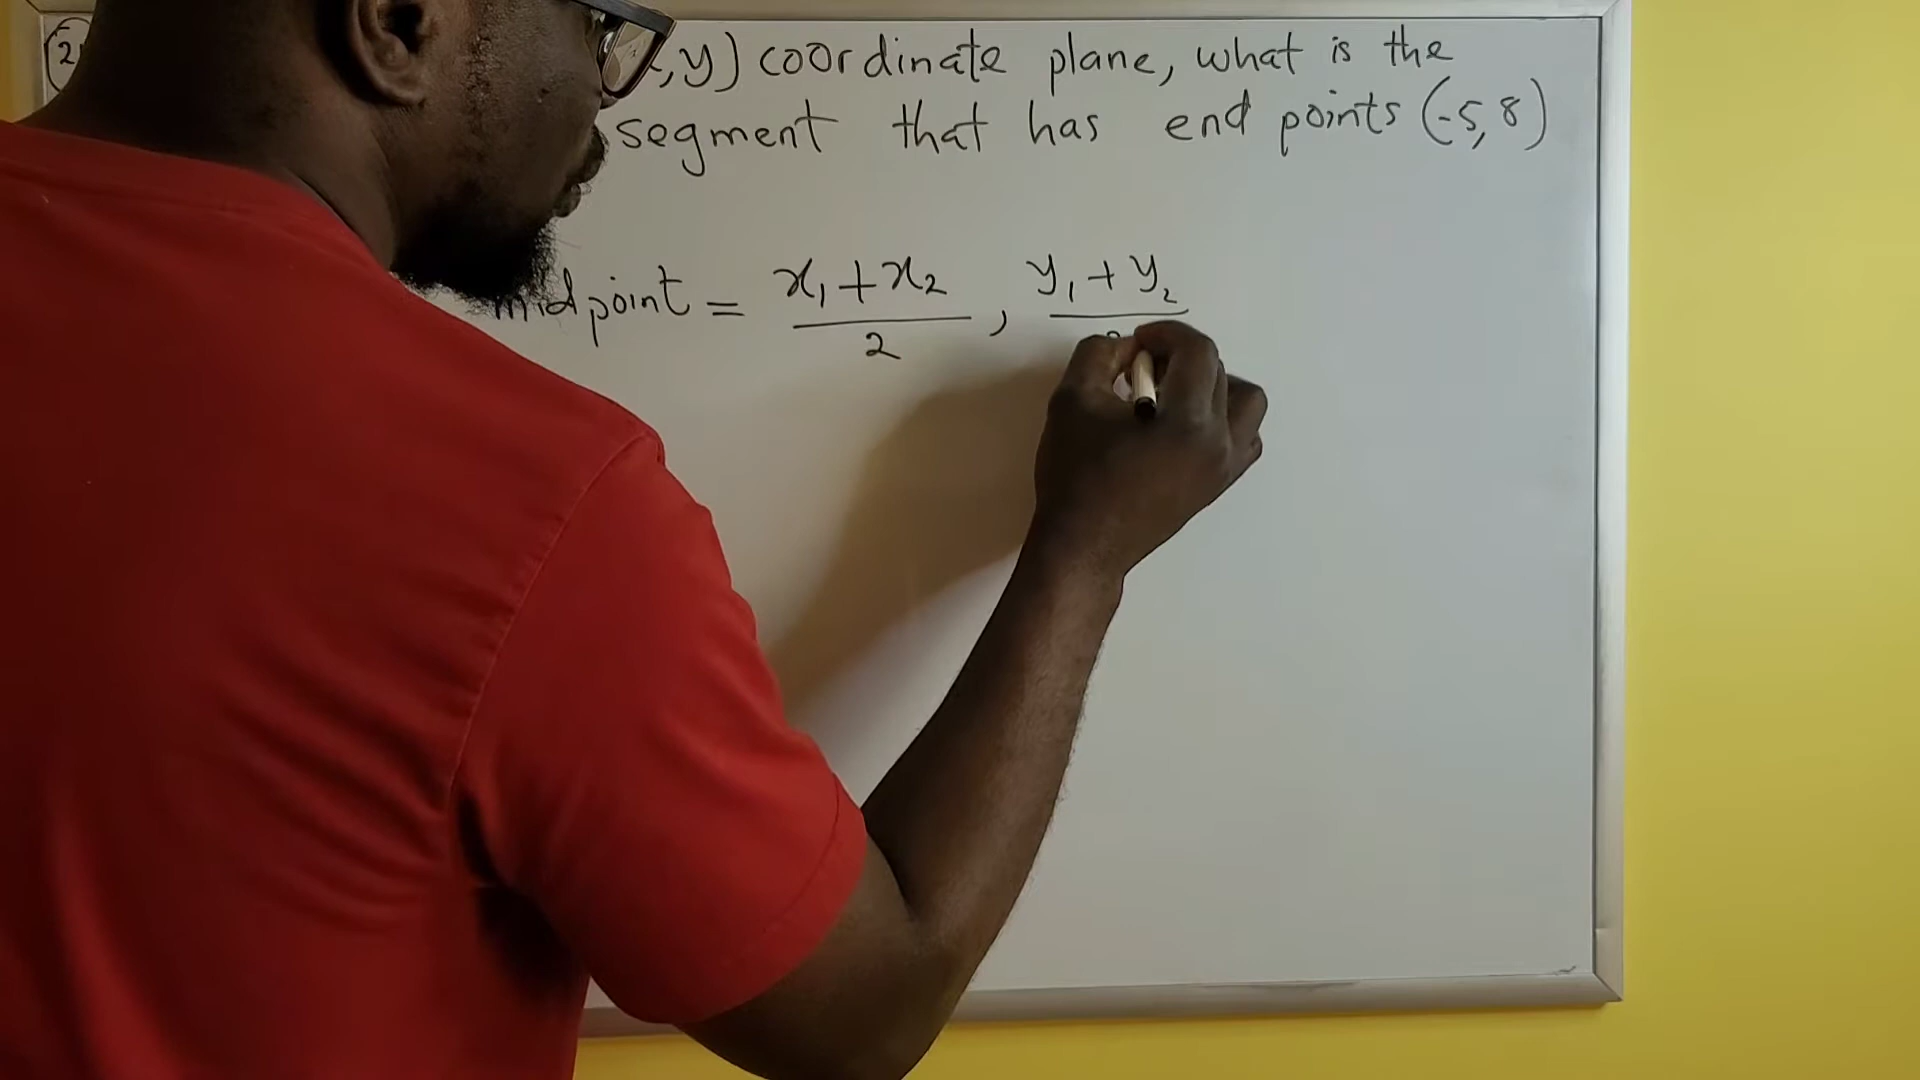 2 ,y) coordinate plane, what is the
segment that has end points (-5,8)
midpoint = x₁+x₂/2, y₁+y₂